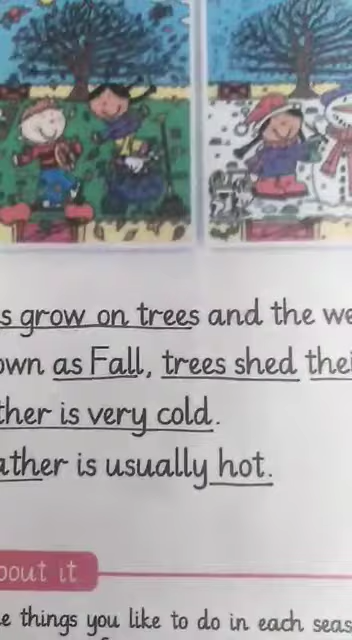 s grow on trees and the we
own as Fall, trees shed thei
ther is very cold.
ather is usually hot.
bout it
e things you like to do in each seas